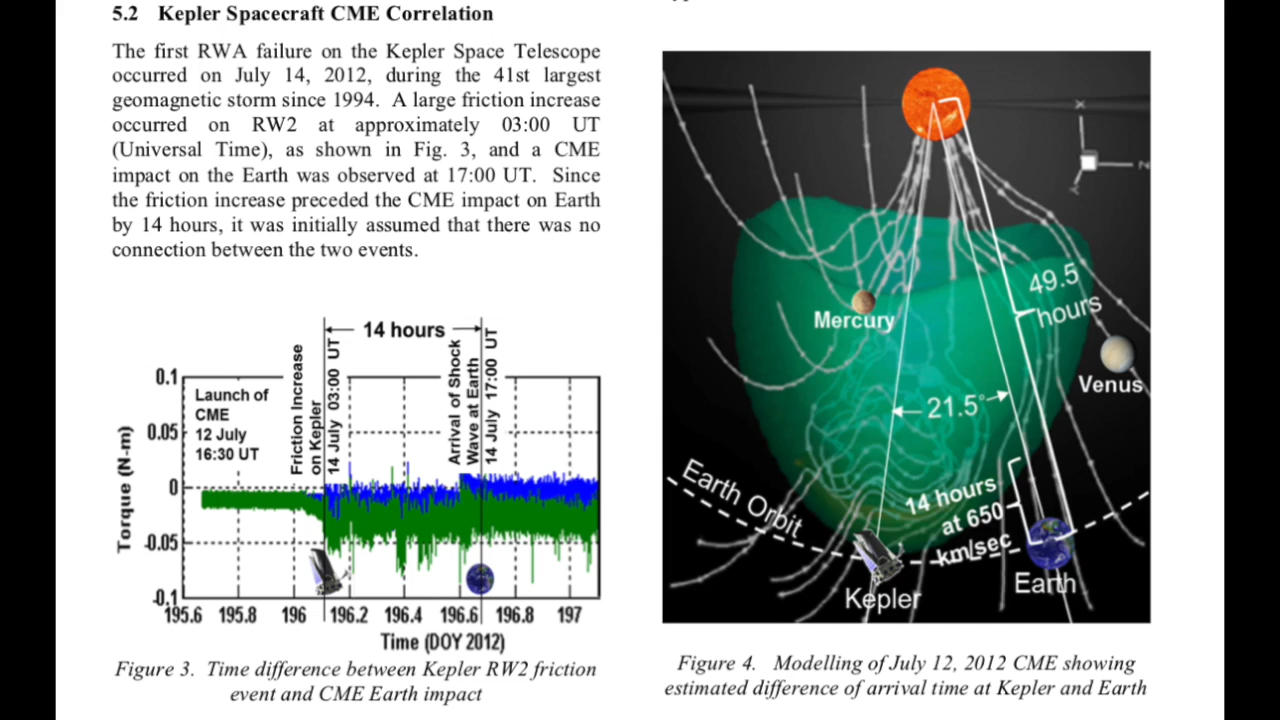 5.2 Kepler Spacecraft CME Correlation
The first RWA failure on the Kepler Space Telescope
occurred on July 14, 2012, during the 41st largest
geomagnetic storm since 1994. A large friction increase
occurred on RW2 at approximately 03:00 UT
(Universal Time), as shown in Fig. 3, and a CME
impact on the Earth was observed at 17:00 UT. Since
the friction increase preceded the CME impact on Earth
by 14 hours, it was initially assumed that there was no
connection between the two events.
14 hours
Friction Increase
on Kepler
14 July 03:00 UT
Arrival of Shock
Wave at Earth
14 July 17:00 UT
Launch of
CME
12 July
16:30 UT
Torque (N-m)
0.1
0.05
0
-0.05
-0.1
195.6 195.8 196 196.2 196.4 196.6 196.8 197
Time (DOY 2012)
Figure 3. Time difference between Kepler RW2 friction
event and CME Earth impact
X
Z
Y
49.5
hours
Mercury
Venus
21.5°
Earth Orbit
14 hours
at 650
km/sec
Kepler
Earth
Figure 4. Modelling of July 12, 2012 CME showing
estimated difference of arrival time at Kepler and Earth